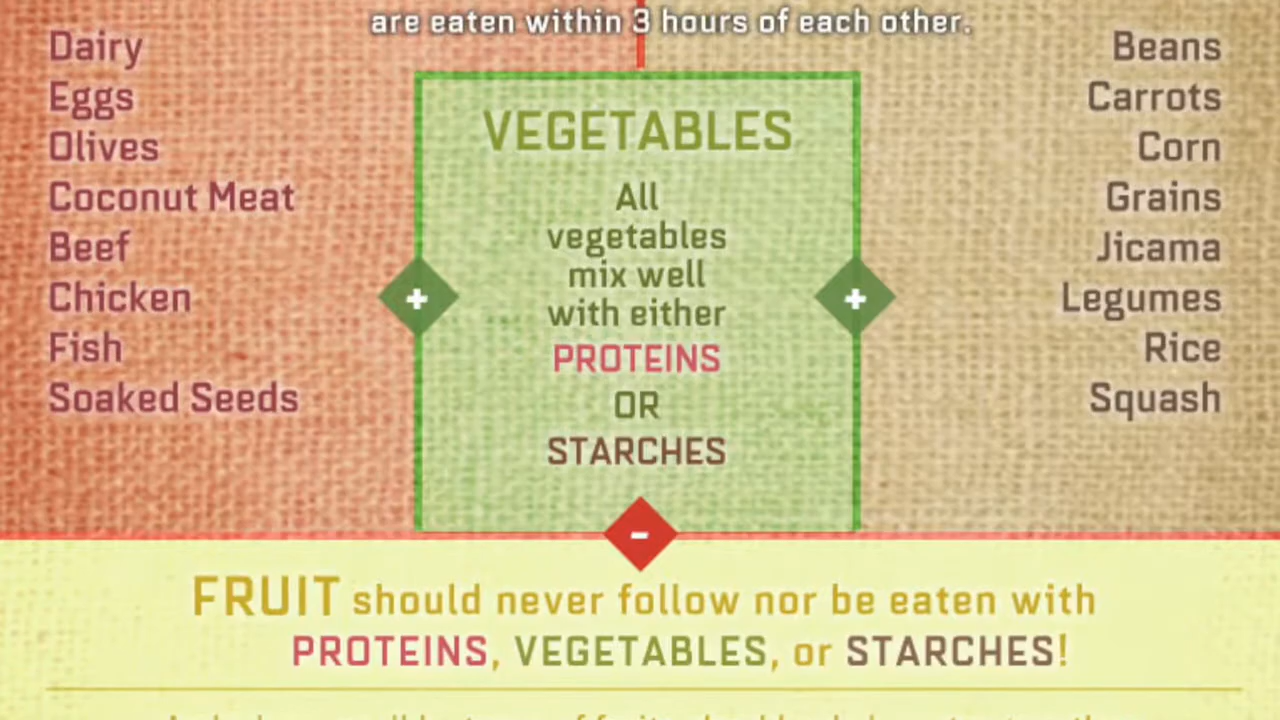 are eaten within 3 hours of each other.
Dairy
Eggs
Olives
Coconut Meat
Beef
Chicken
Fish
Soaked Seeds
VEGETABLES
All
vegetables
mix well
with either
PROTEINS
OR
STARCHES
Beans
Carrots
Corn
Grains
Jicama
Legumes
Rice
Squash
+
+
-
FRUIT should never follow nor be eaten with
PROTEINS, VEGETABLES, or STARCHES!